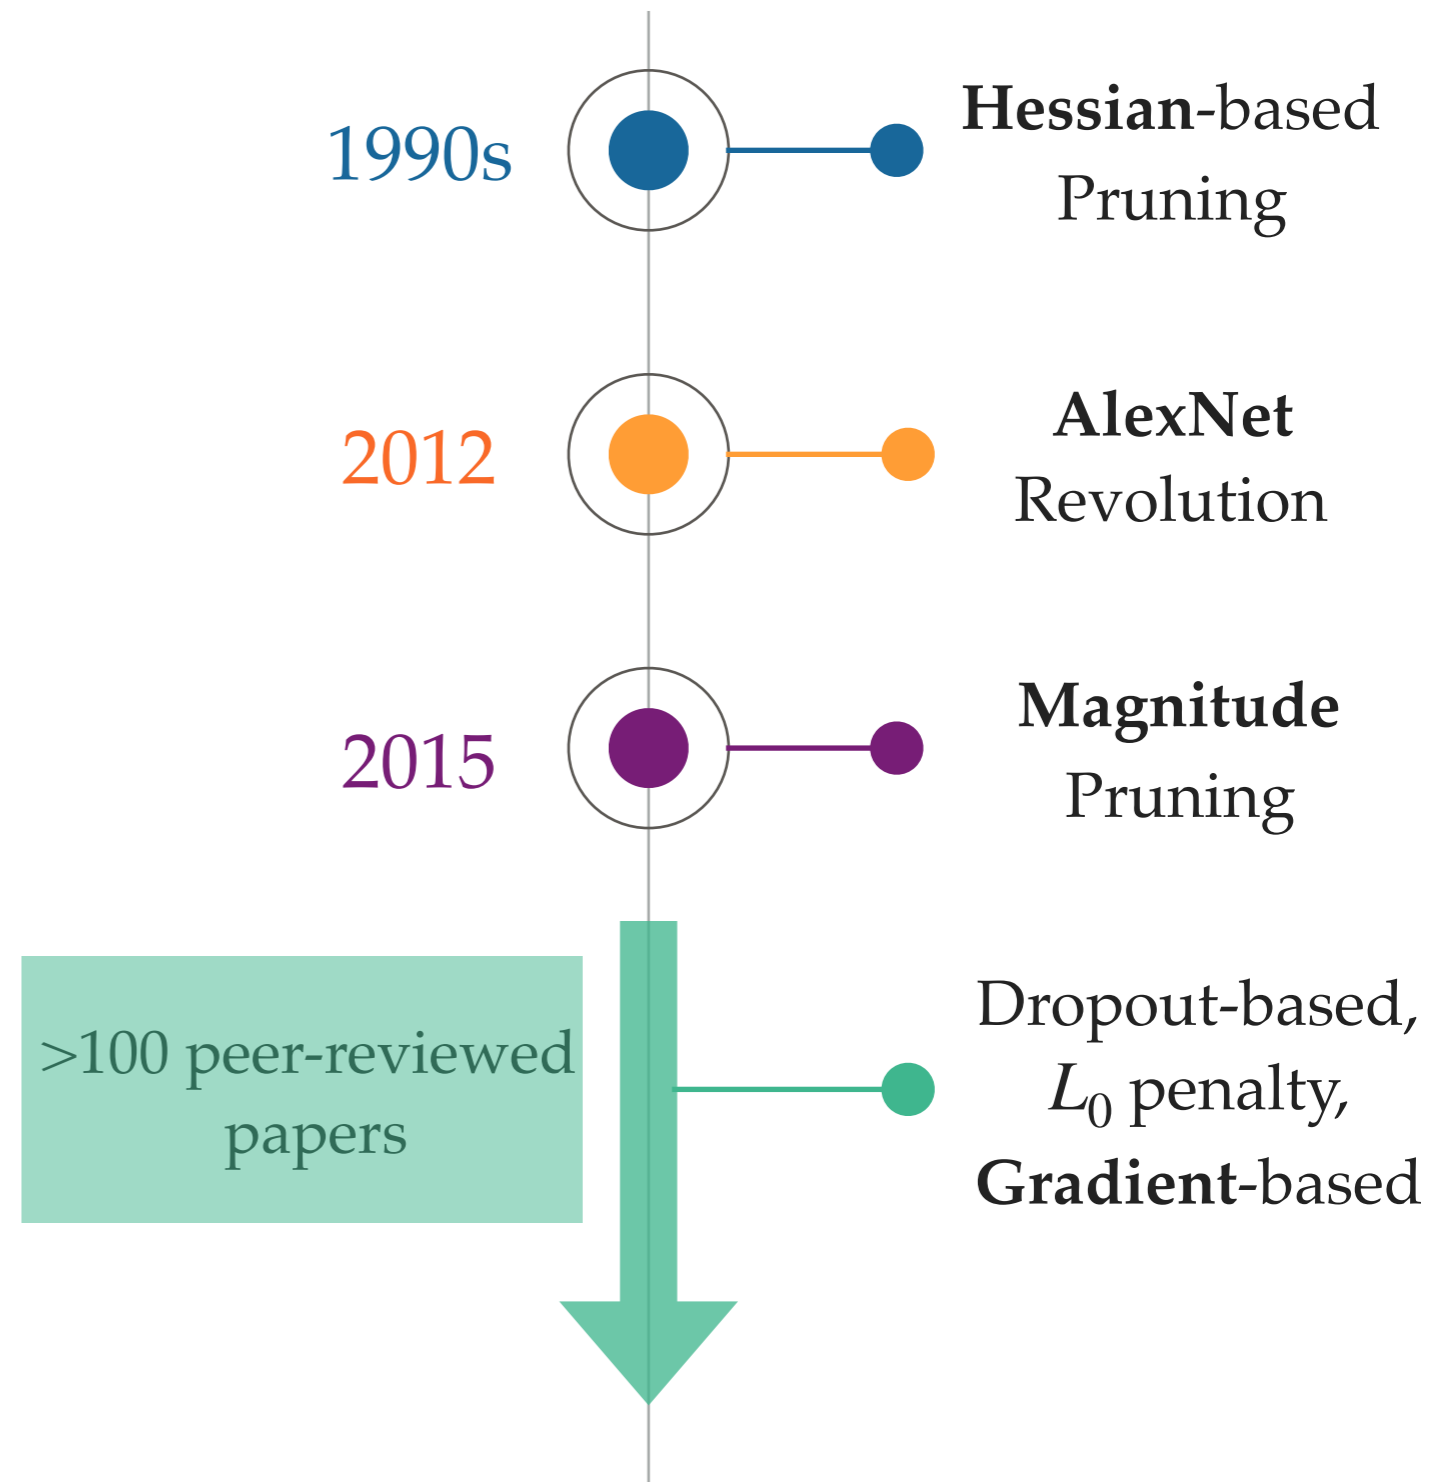 1990s
Hessian-based
Pruning
2012
AlexNet
Revolution
2015
Magnitude
Pruning
>100 peer-reviewed
papers
Dropout-based,
L₀ penalty,
Gradient-based